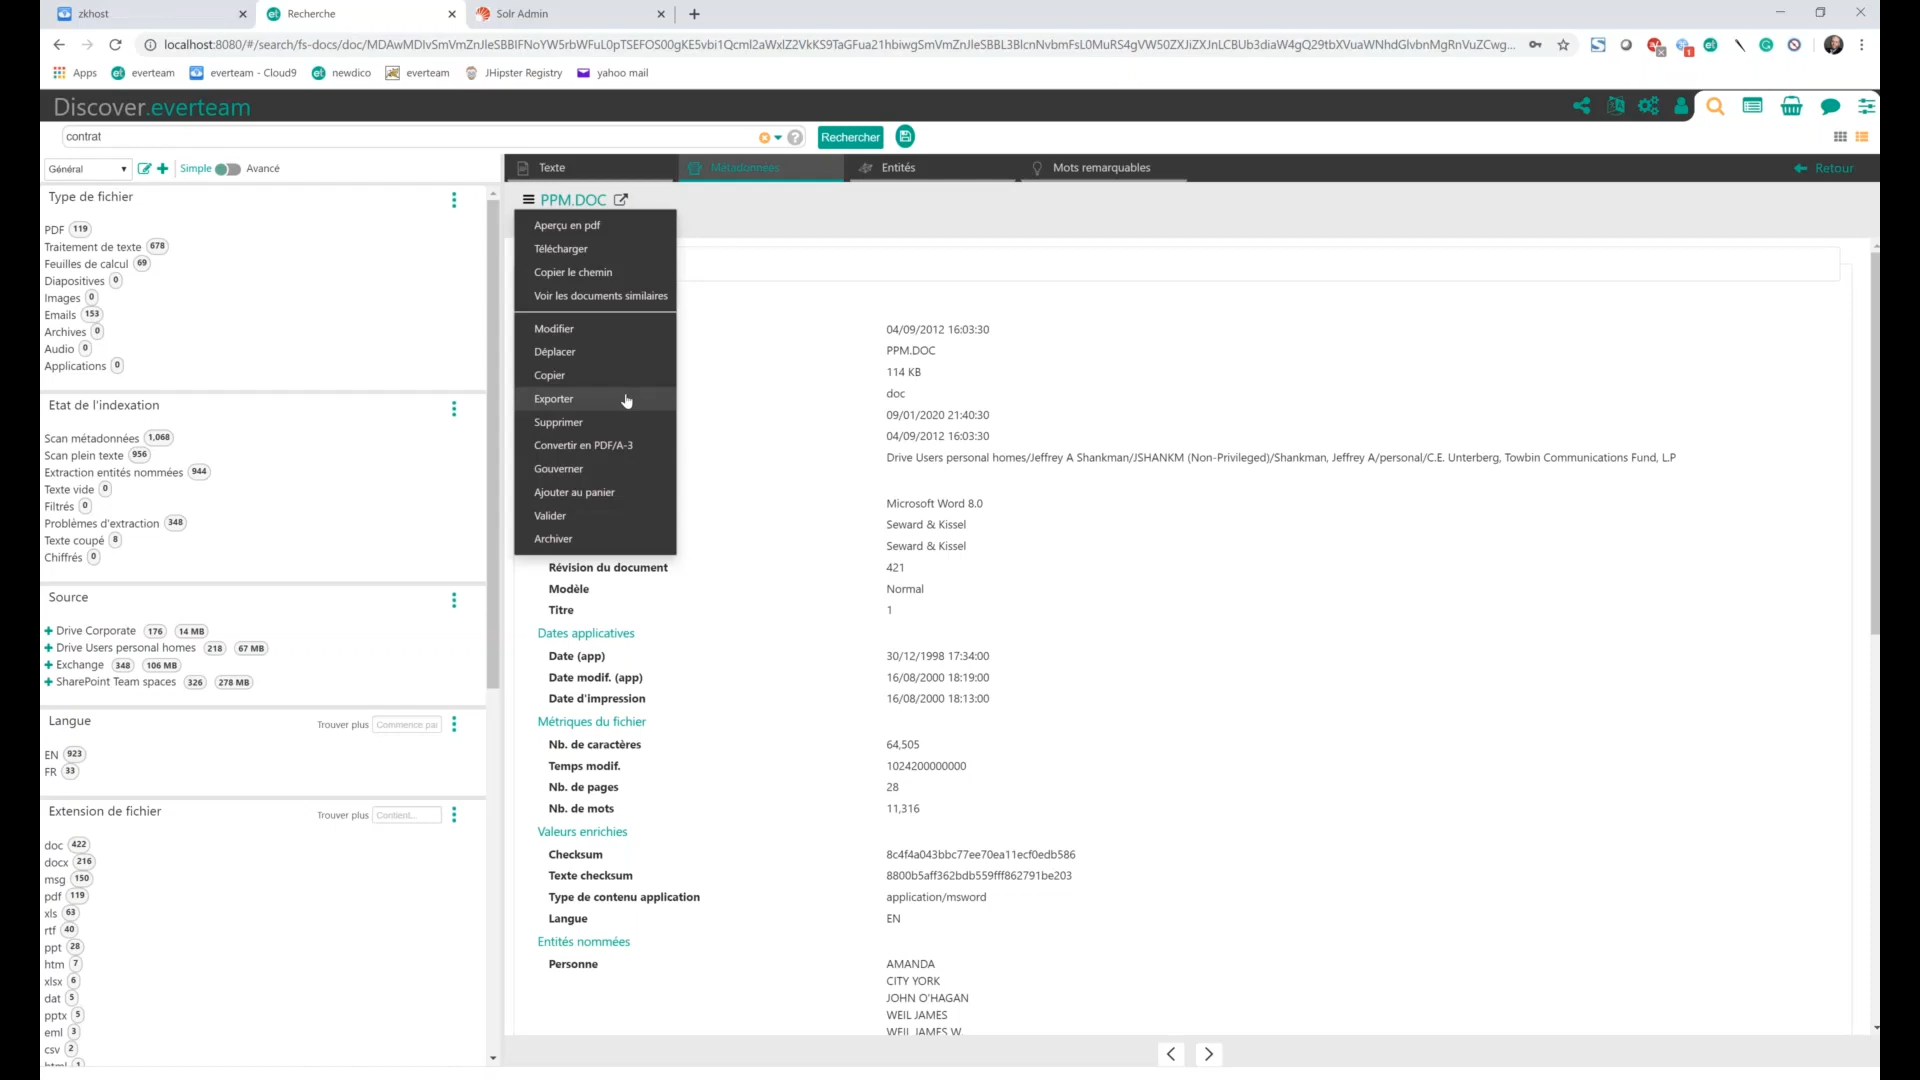 zkhost
Recherche
Solr Admin
localhost:8080/#/search/fs-docs/doc/
Apps
everteam
everteam - Cloud9
newdico
everteam
JHipster Registry
yahoo mail
Discover.everteam
contrat
Rechercher
Général
Simple
Avancé
Texte
Métadonnées
Entités
Mots remarquables
Retour
Type de fichier
PDF 119
Traitement de texte 678
Feuilles de calcul 69
Diapositives 0
Images 0
Emails 153
Archives 0
Audio 0
Applications 0
Etat de l'indexation
Scan métadonnées 1,068
Scan plein texte 956
Extraction entités nommées 944
Texte vide 0
Filtrés 0
Problèmes d'extraction 348
Texte coupé 8
Chiffrés 0
Source
Drive Corporate 176 14 MB
Drive Users personal homes 218 67 MB
Exchange 348 106 MB
SharePoint Team spaces 326 278 MB
Langue
Trouver plus
Commence par
EN 923
FR 33
Extension de fichier
Trouver plus
Contient...
doc 422
docx 216
msg 150
pdf 119
xls 63
rtf 40
ppt 28
htm 7
xlsx 6
dat 5
pptx 5
eml 3
csv 2
html 1
PPM.DOC
Aperçu en pdf
Télécharger
Copier le chemin
Voir les documents similaires
Modifier
Déplacer
Copier
Exporter
Supprimer
Convertir en PDF/A-3
Gouverner
Ajouter au panier
Valider
Archiver
04/09/2012 16:03:30
PPM.DOC
114 KB
doc
09/01/2020 21:40:30
04/09/2012 16:03:30
Drive Users personal homes/Jeffrey A Shankman/JSHANKM (Non-Privileged)/Shankman, Jeffrey A/personal/C.E. Unterberg, Towbin Communications Fund, L.P
Microsoft Word 8.0
Seward & Kissel
Seward & Kissel
Révision du document 421
Modèle Normal
Titre 1
Dates applicatives
Date (app) 30/12/1998 17:34:00
Date modif. (app) 16/08/2000 18:19:00
Date d'impression 16/08/2000 18:13:00
Métriques du fichier
Nb. de caractères 64,505
Temps modif. 1024200000000
Nb. de pages 28
Nb. de mots 11,316
Valeurs enrichies
Checksum 8c4f4a043bbc77ee70ea11ecf0edb586
Texte checksum 8800b5aff362bdb559fff862791be203
Type de contenu application application/msword
Langue EN
Entités nommées
Personne AMANDA
CITY YORK
JOHN O'HAGAN
WEIL JAMES
WEIL JAMES W.